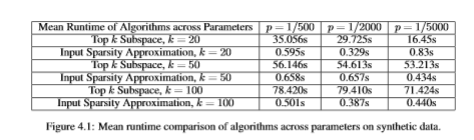 Mean Runtime of Algorithms across Parameters p = 1/500 p = 1/2000 p = 1/5000
Top k Subspace, k = 20 35.056s 29.725s 16.45s
Input Sparsity Approximation, k = 20 0.595s 0.329s 0.83s
Top k Subspace, k = 50 56.146s 54.613s 53.213s
Input Sparsity Approximation, k = 50 0.658s 0.657s 0.434s
Top k Subspace, k = 100 78.420s 79.410s 71.424s
Input Sparsity Approximation, k = 100 0.501s 0.387s 0.440s
Figure 4.1: Mean runtime comparison of algorithms across parameters on synthetic data.